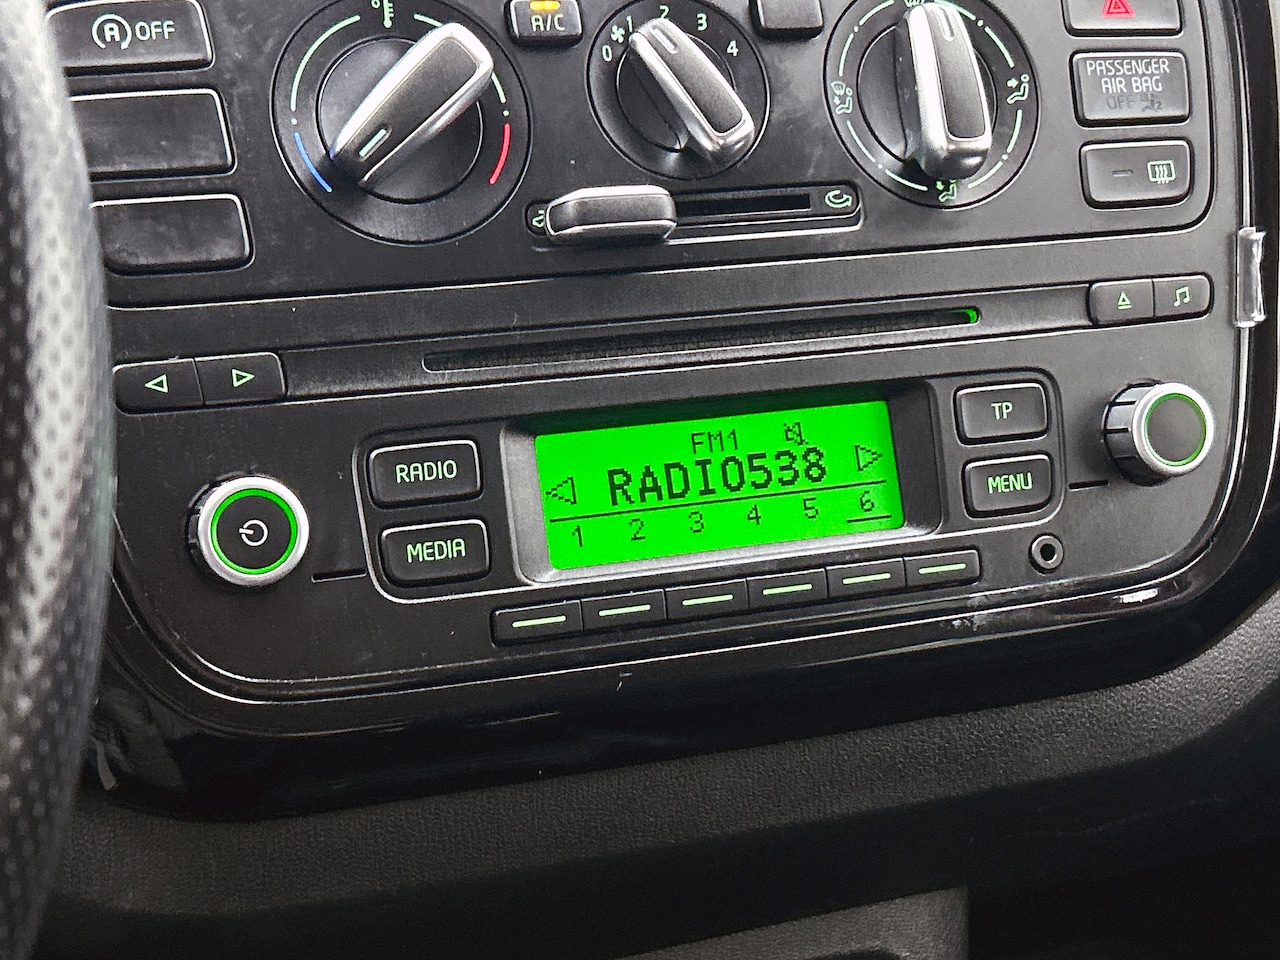 (A) OFF
°F
A/C
0 1 2 3 4
PASSENGER
AIR BAG
OFF
RADIO
MEDIA
FM1
RADIO538
1 2 3 4 5 6
TP
MENU